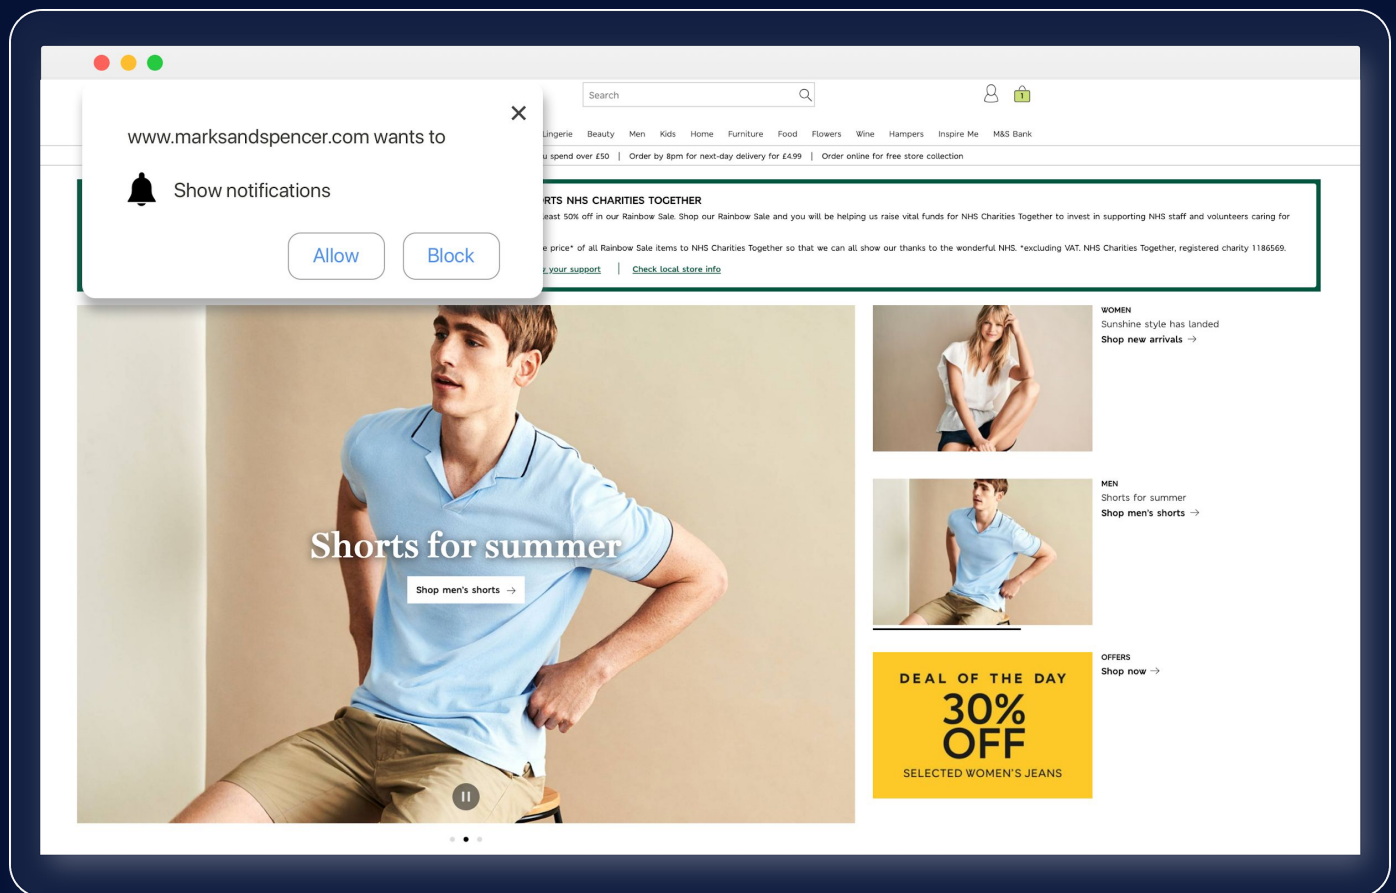 www.marksandspencer.com wants to
Show notifications
Allow
Block
Search
1
Lingerie Beauty Men Kids Home Furniture Food Flowers Wine Hampers Inspire Me M&S Bank
spend over £50 | Order by 8pm for next-day delivery for £4.99 | Order online for free store collection
NHS CHARITIES TOGETHER
50% off in our Rainbow Sale. Shop our Rainbow Sale and you will be helping us raise vital funds for NHS Charities Together to invest in supporting NHS staff and volunteers caring for
price* of all Rainbow Sale items to NHS Charities Together so that we can all show our thanks to the wonderful NHS. *excluding VAT. NHS Charities Together, registered charity 1186569.
your support | Check local store info
Shorts for summer
Shop men's shorts →
WOMEN
Sunshine style has landed
Shop new arrivals →
MEN
Shorts for summer
Shop men's shorts →
DEAL OF THE DAY
30%
OFF
SELECTED WOMEN'S JEANS
OFFERS
Shop now →